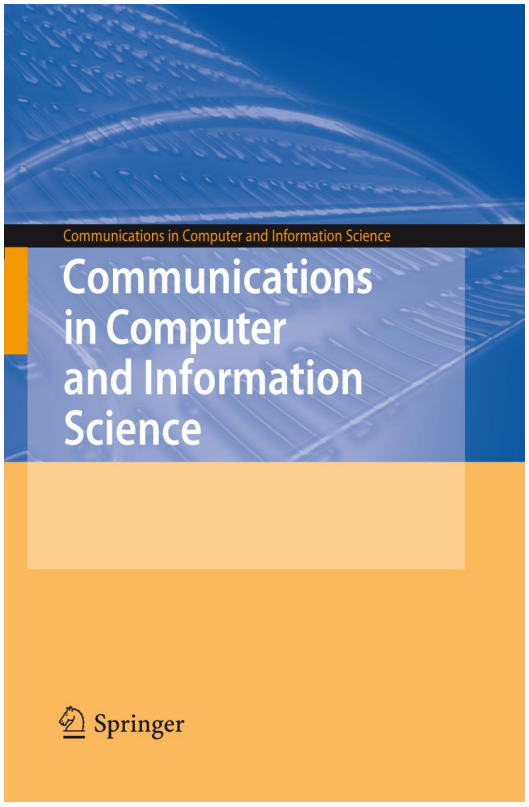 Communications in Computer and Information Science
Communications
in Computer
and Information
Science
Springer